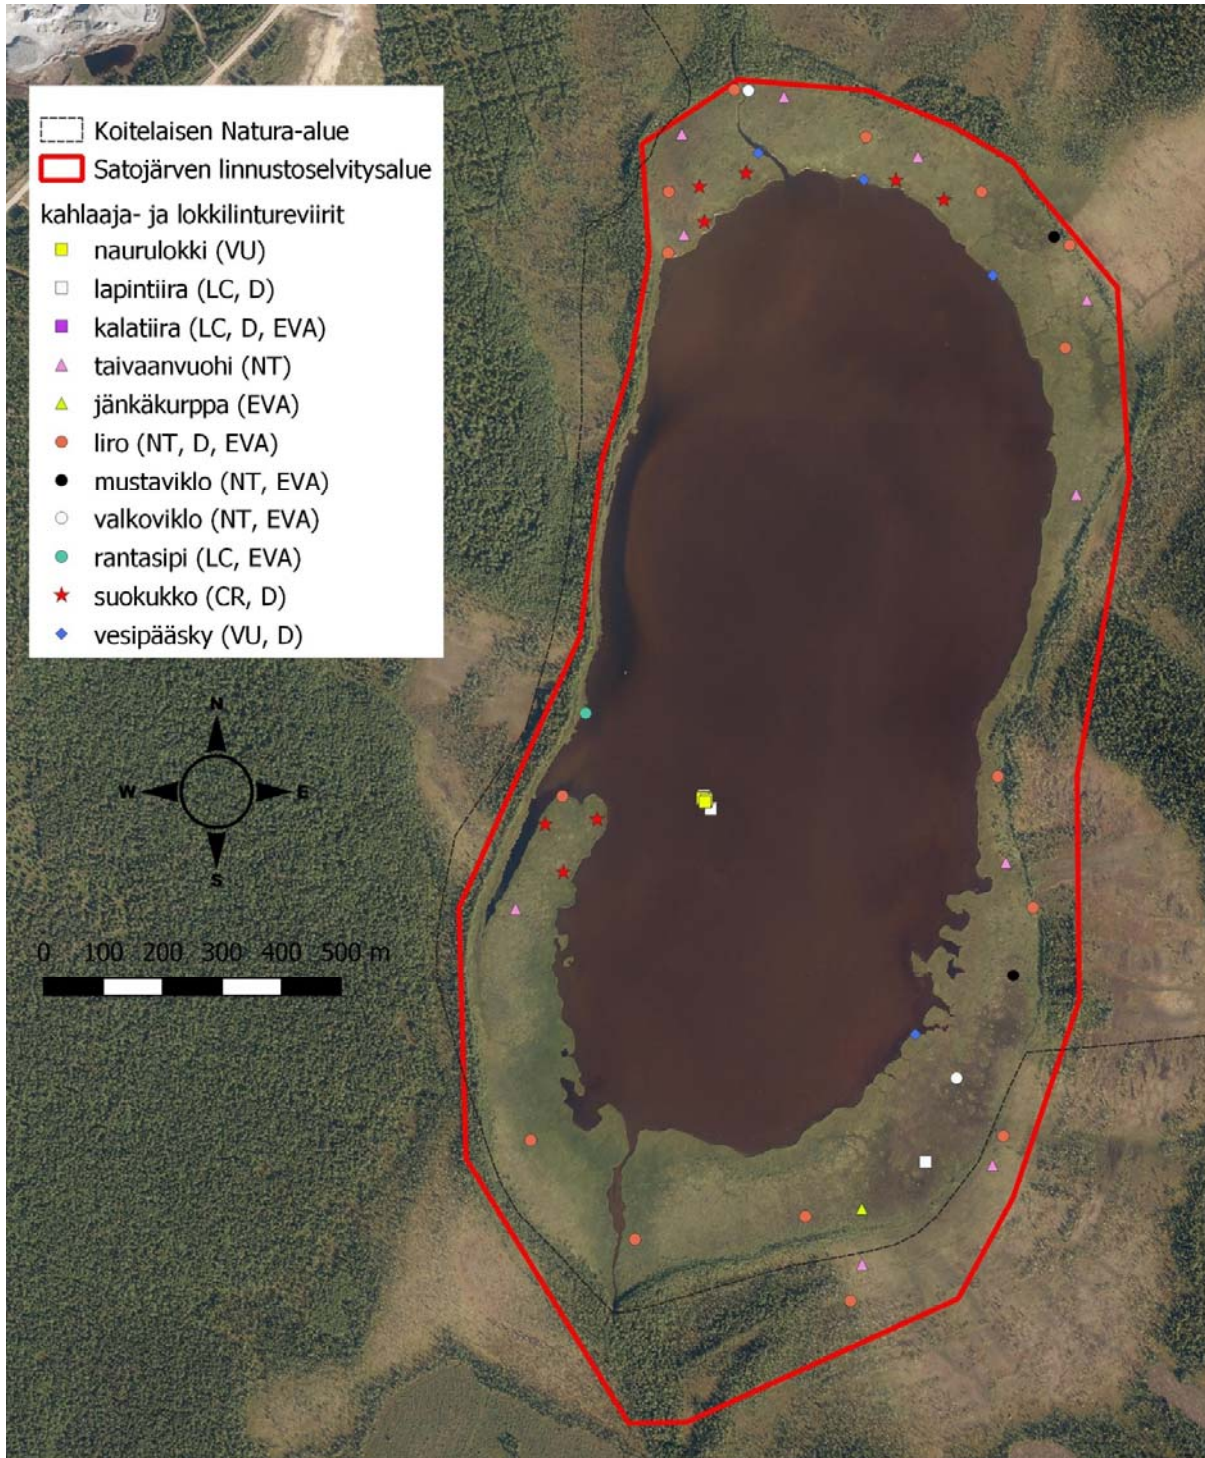 Koitelaisen Natura-alue
Satojärven linnustoselvitysalue
kahlaaja- ja lokkilintureviirit
naurulokki (VU)
lapintiira (LC, D)
kalatiira (LC, D, EVA)
taivaanvuohi (NT)
jänkäkurppa (EVA)
liro (NT, D, EVA)
mustaviklo (NT, EVA)
valkoviklo (NT, EVA)
rantasipi (LC, EVA)
suokukko (CR, D)
vesipääsky (VU, D)
N
W E
S
0 100 200 300 400 500 m